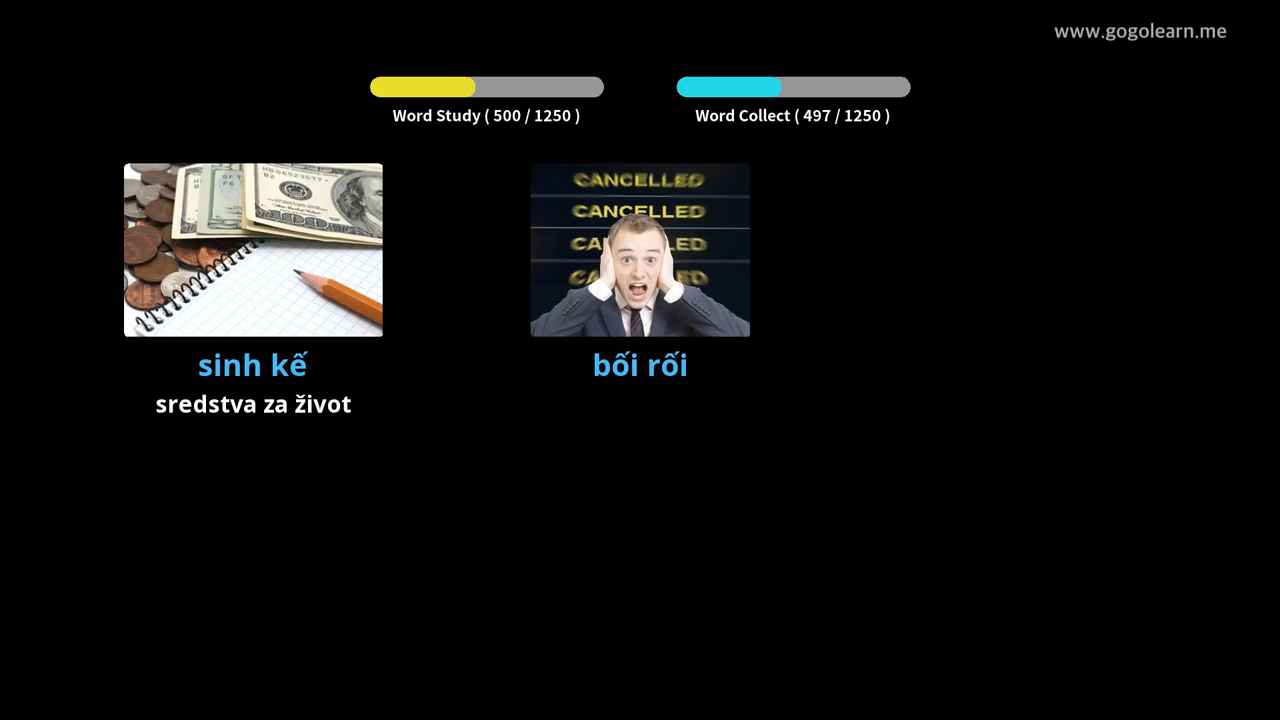 www.gogolearn.me
Word Study ( 500 / 1250 )
Word Collect ( 497 / 1250 )
CANCELLED
CANCELLED
sinh kế
bối rối
sredstva za život